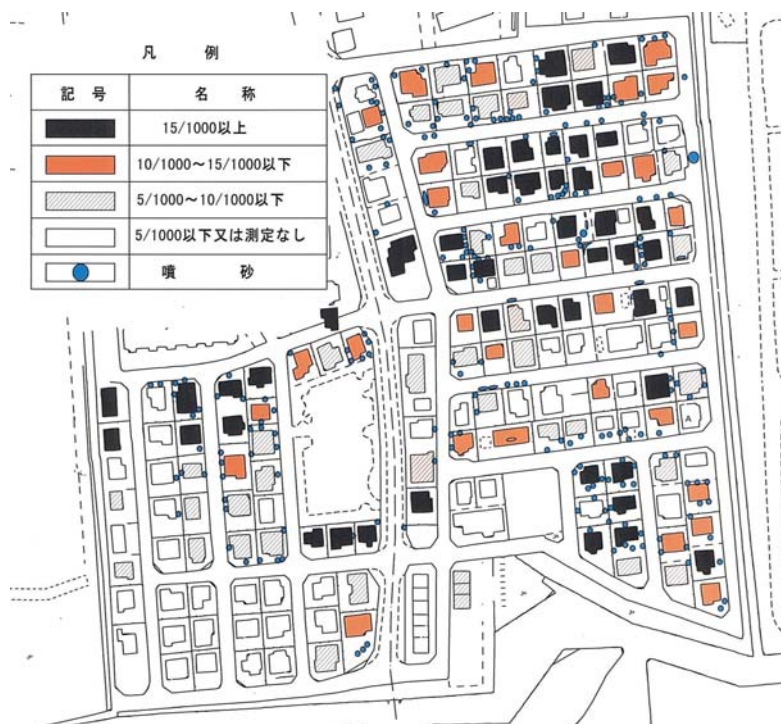 凡 例
記 号 名 称
15/1000以上
10/1000~15/1000以下
5/1000~10/1000以下
5/1000以下又は測定なし
噴 砂
A